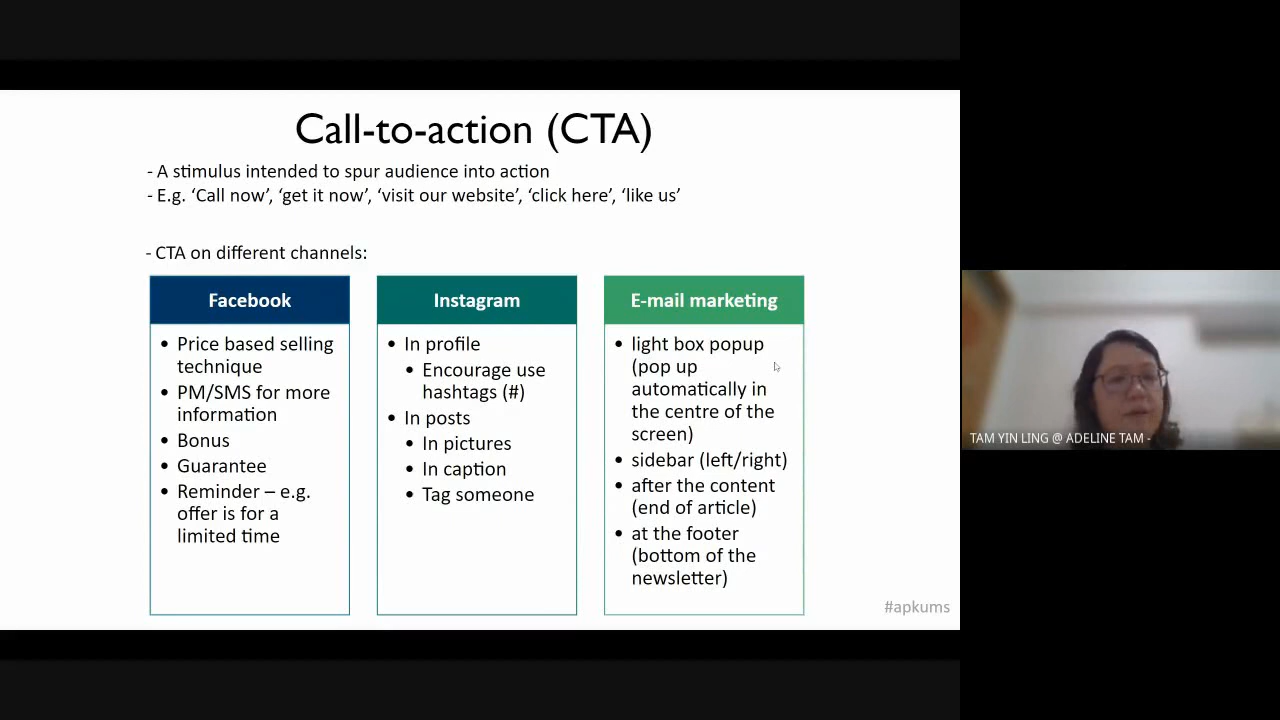 Call-to-action (CTA)
- A stimulus intended to spur audience into action
- E.g. ‘Call now’, ‘get it now’, ‘visit our website’, ‘click here’, ‘like us’
- CTA on different channels:
Facebook
• Price based selling
technique
• PM/SMS for more
information
• Bonus
• Guarantee
• Reminder – e.g.
offer is for a
limited time
Instagram
• In profile
• Encourage use
hashtags (#)
• In posts
• In pictures
• In caption
• Tag someone
E-mail marketing
• light box popup
(pop up
automatically in
the centre of the
screen)
• sidebar (left/right)
• after the content
(end of article)
• at the footer
(bottom of the
newsletter)
#apkums
TAM YIN LING @ ADELINE TAM -